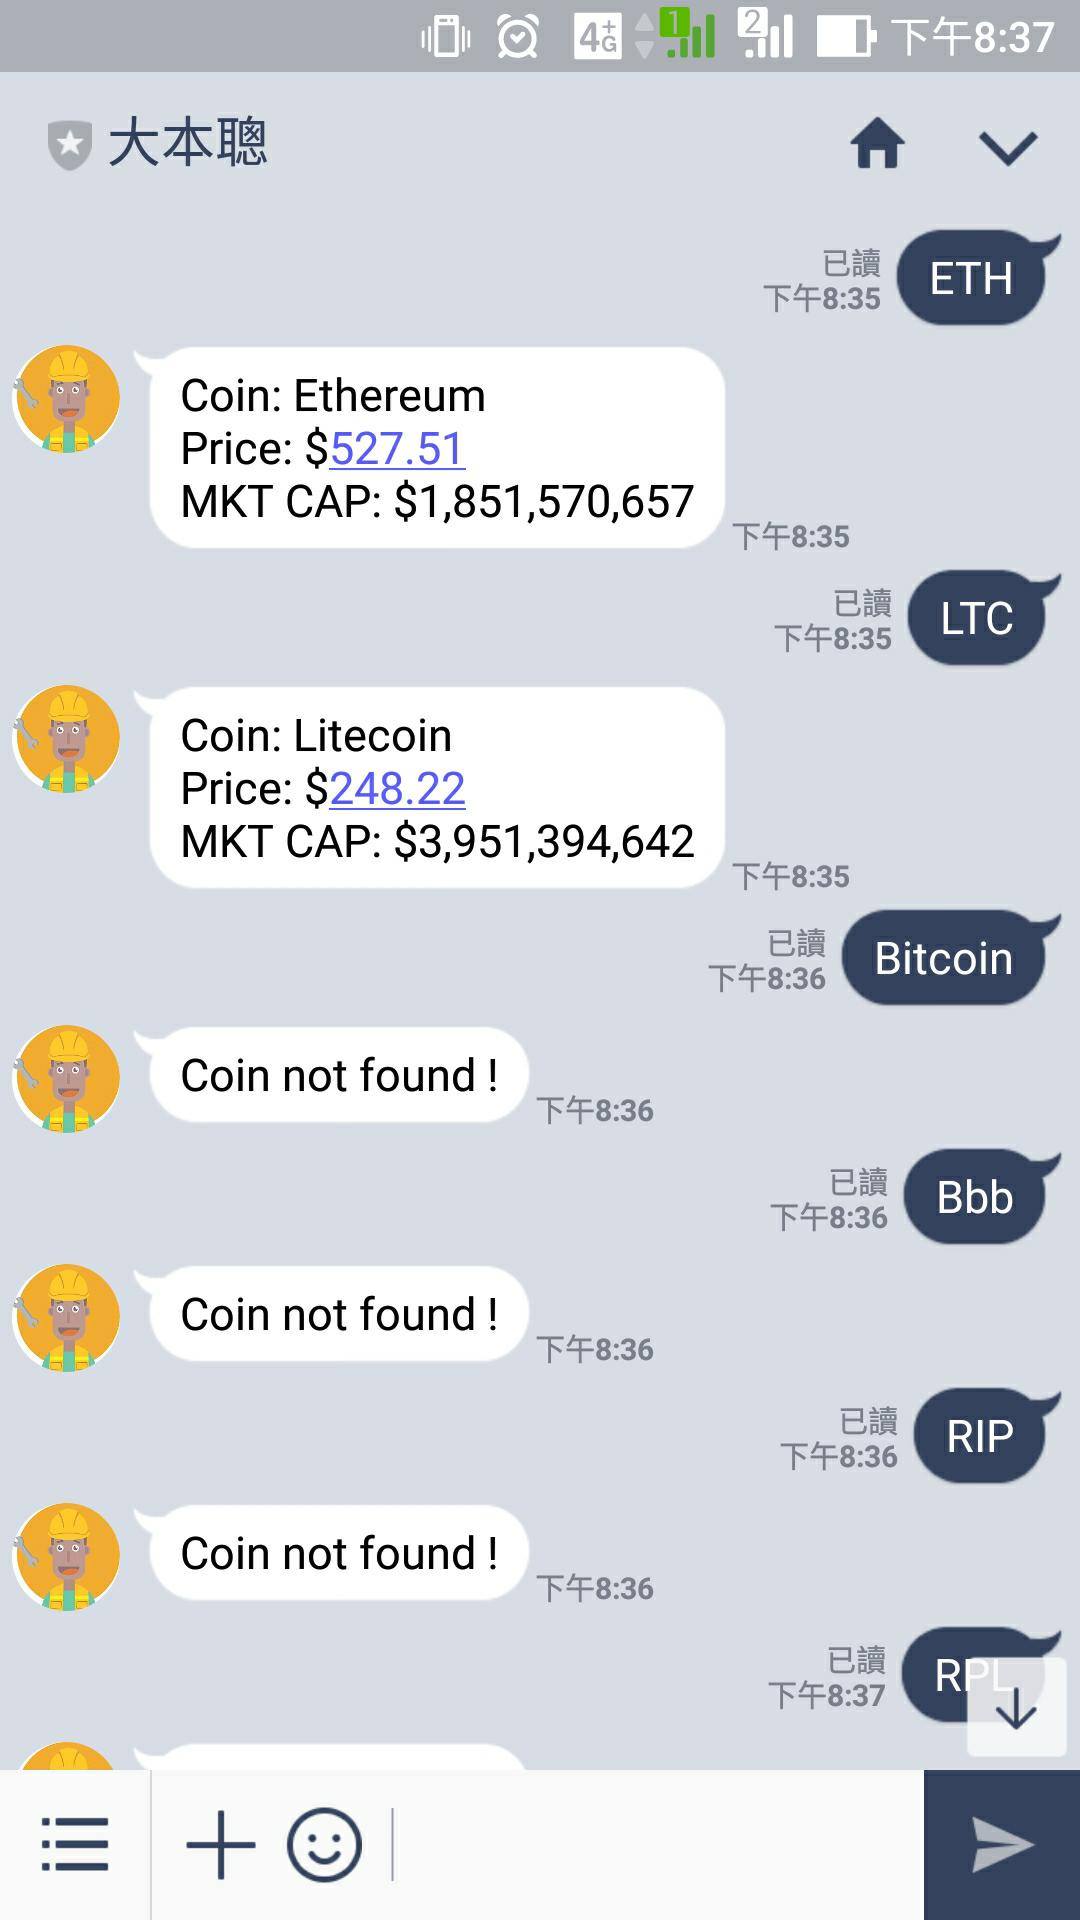 4+G 1 2 下午8:37
大本聰
已讀
下午8:35
ETH
Coin: Ethereum
Price: $527.51
MKT CAP: $1,851,570,657
下午8:35
已讀
下午8:35
LTC
Coin: Litecoin
Price: $248.22
MKT CAP: $3,951,394,642
下午8:35
已讀
下午8:36
Bitcoin
Coin not found !
下午8:36
已讀
下午8:36
Bbb
Coin not found !
下午8:36
已讀
下午8:36
RIP
Coin not found !
下午8:36
已讀
下午8:37
RPL